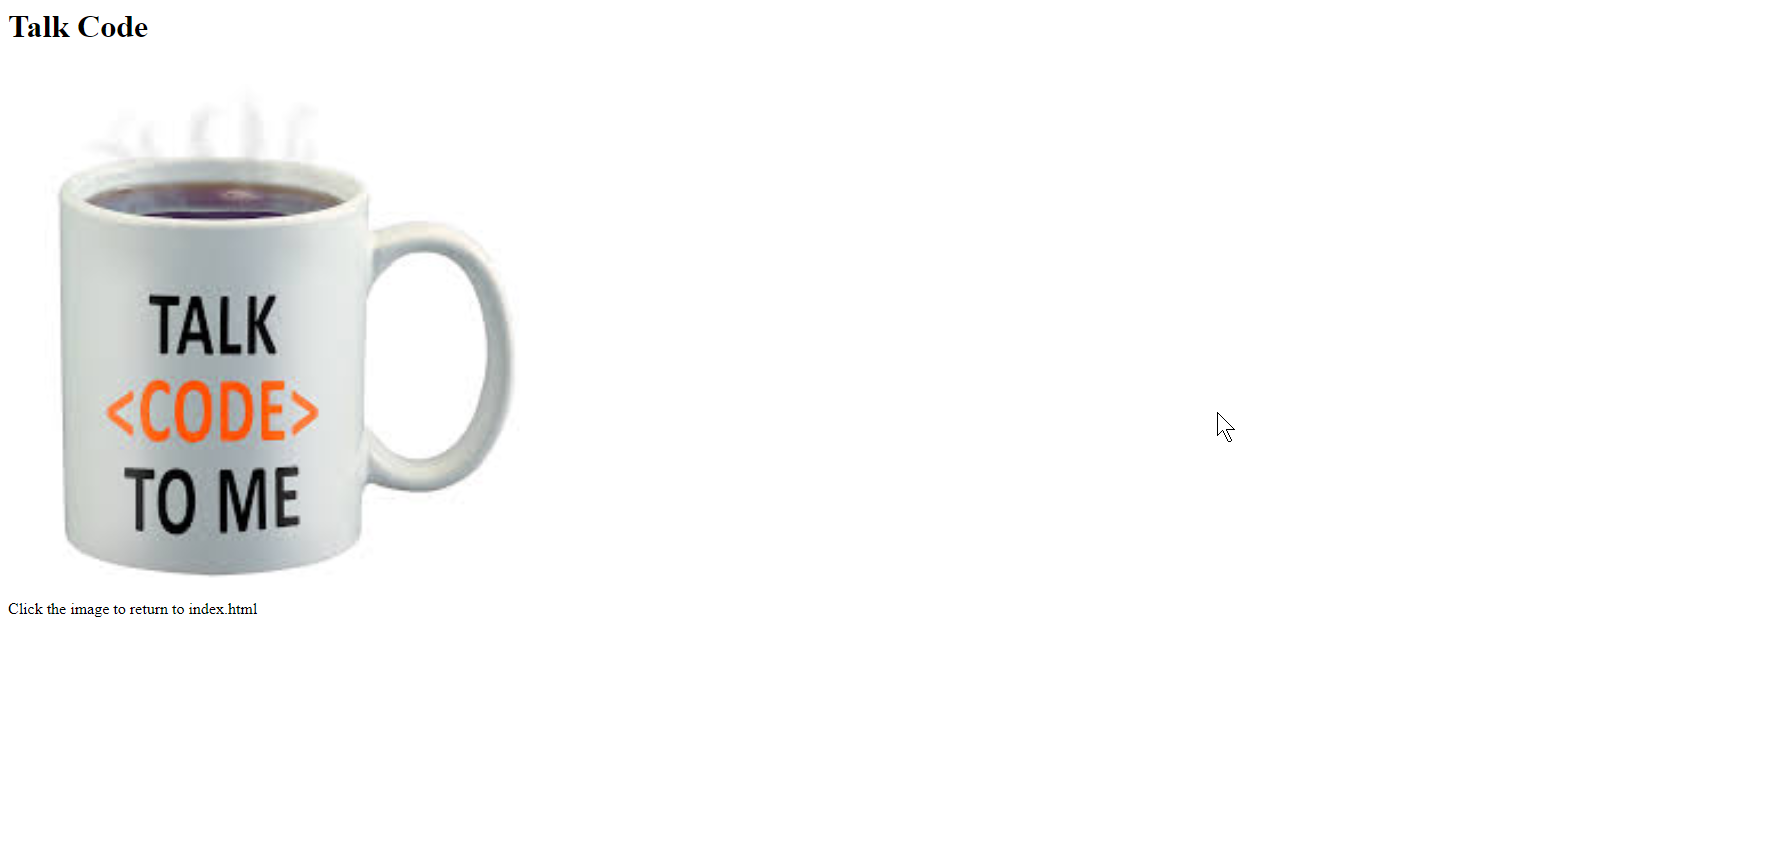 Talk Code
TALK
<CODE>
TO ME
Click the image to return to index.html